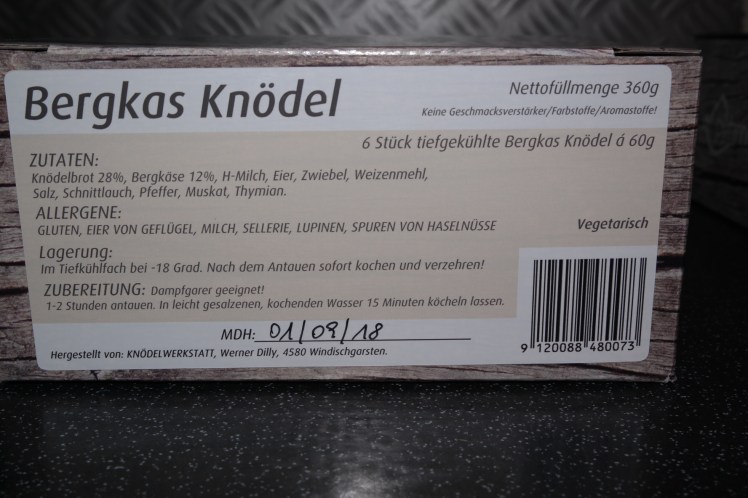 Bergkas Knödel
Nettofüllmenge 360g
Keine Geschmacksverstärker/Farbstoffe/Aromastoffe!
6 Stück tiefgekühlte Bergkas Knödel á 60g
ZUTATEN:
Knödelbrot 28%, Bergkäse 12%, H-Milch, Eier, Zwiebel, Weizenmehl,
Salz, Schnittlauch, Pfeffer, Muskat, Thymian.
ALLERGENE:
GLUTEN, EIER VON GEFLÜGEL, MILCH, SELLERIE, LUPINEN, SPUREN VON HASELNÜSSE
Vegetarisch
Lagerung:
Im Tiefkühlfach bei -18 Grad. Nach dem Antauen sofort kochen und verzehren!
ZUBEREITUNG: Dampfgarer geeignet!
1-2 Stunden antauen. In leicht gesalzenen, kochenden Wasser 15 Minuten köcheln lassen.
MDH: 01/09/18
Hergestellt von: KNÖDELWERKSTATT, Werner Dilly, 4580 Windischgarsten.
9 120088 480073